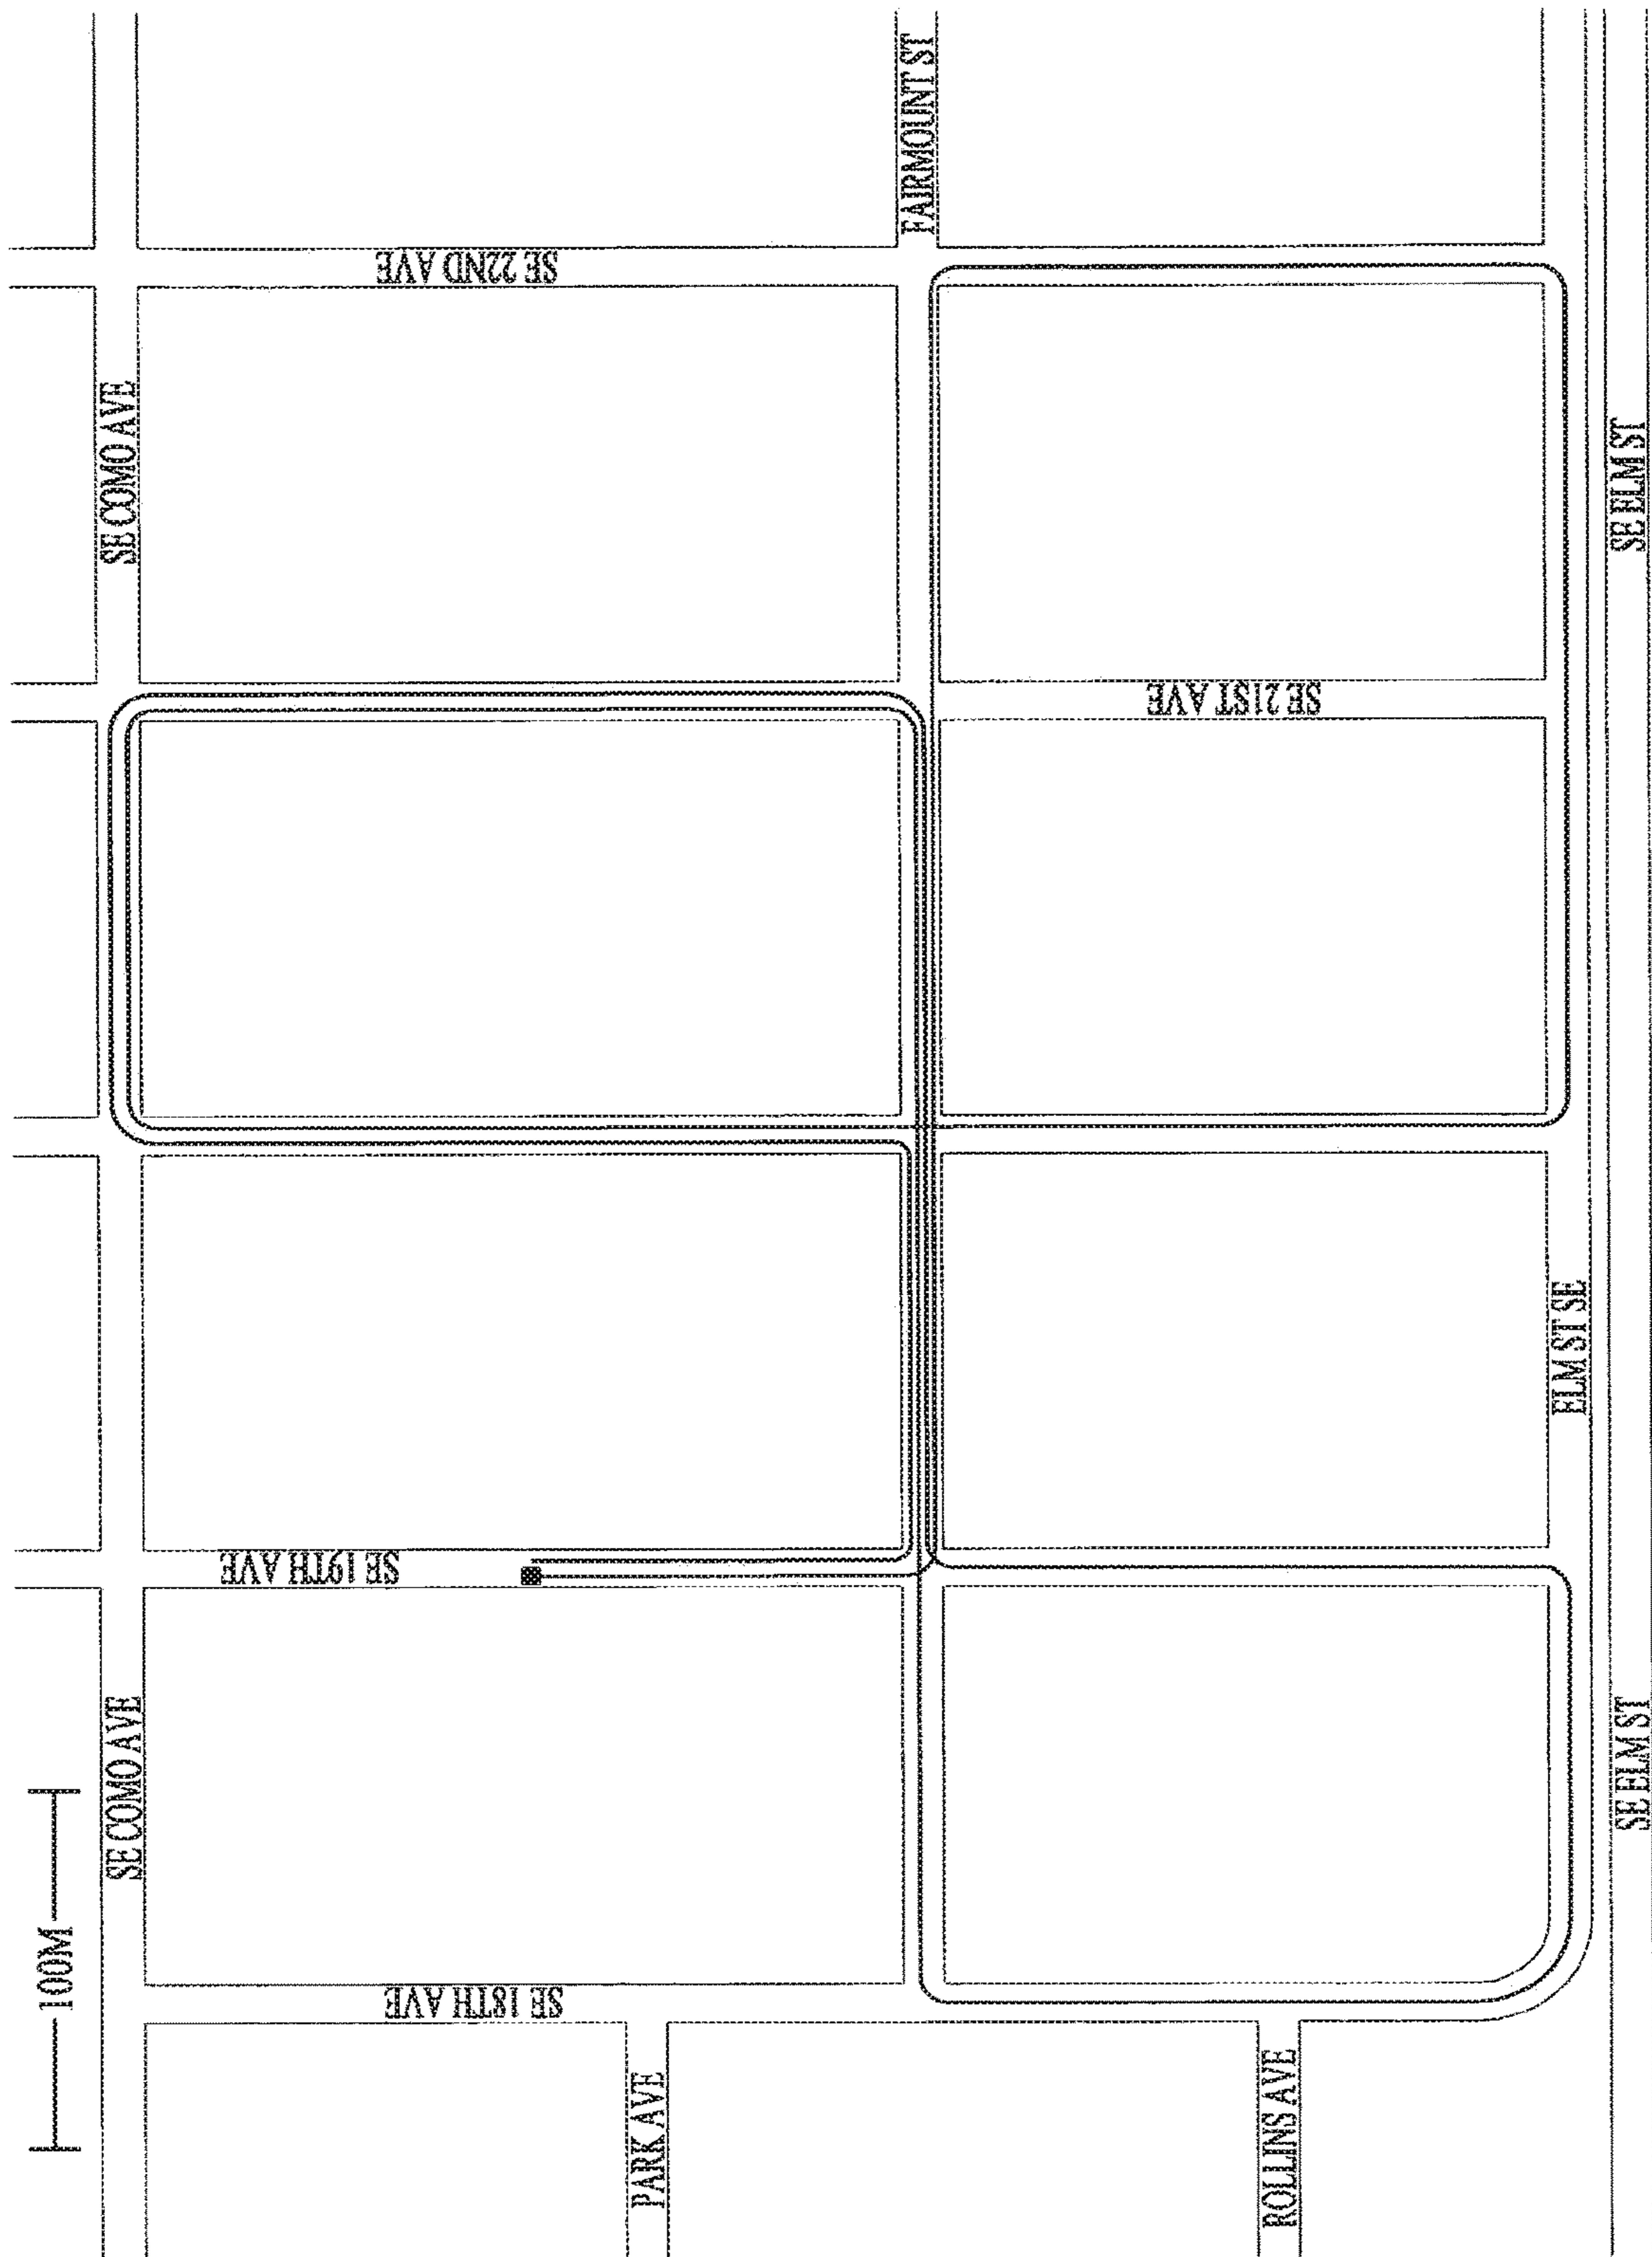 FAIRMOUNT ST
SE 22ND AVE
SE COMO AVE
SE ELM ST
SE 21ST AVE
ELM ST SE
SE 19TH AVE
SE COMO AVE
SE ELM ST
100M
SE 18TH AVE
PARK AVE
ROLLINS AVE